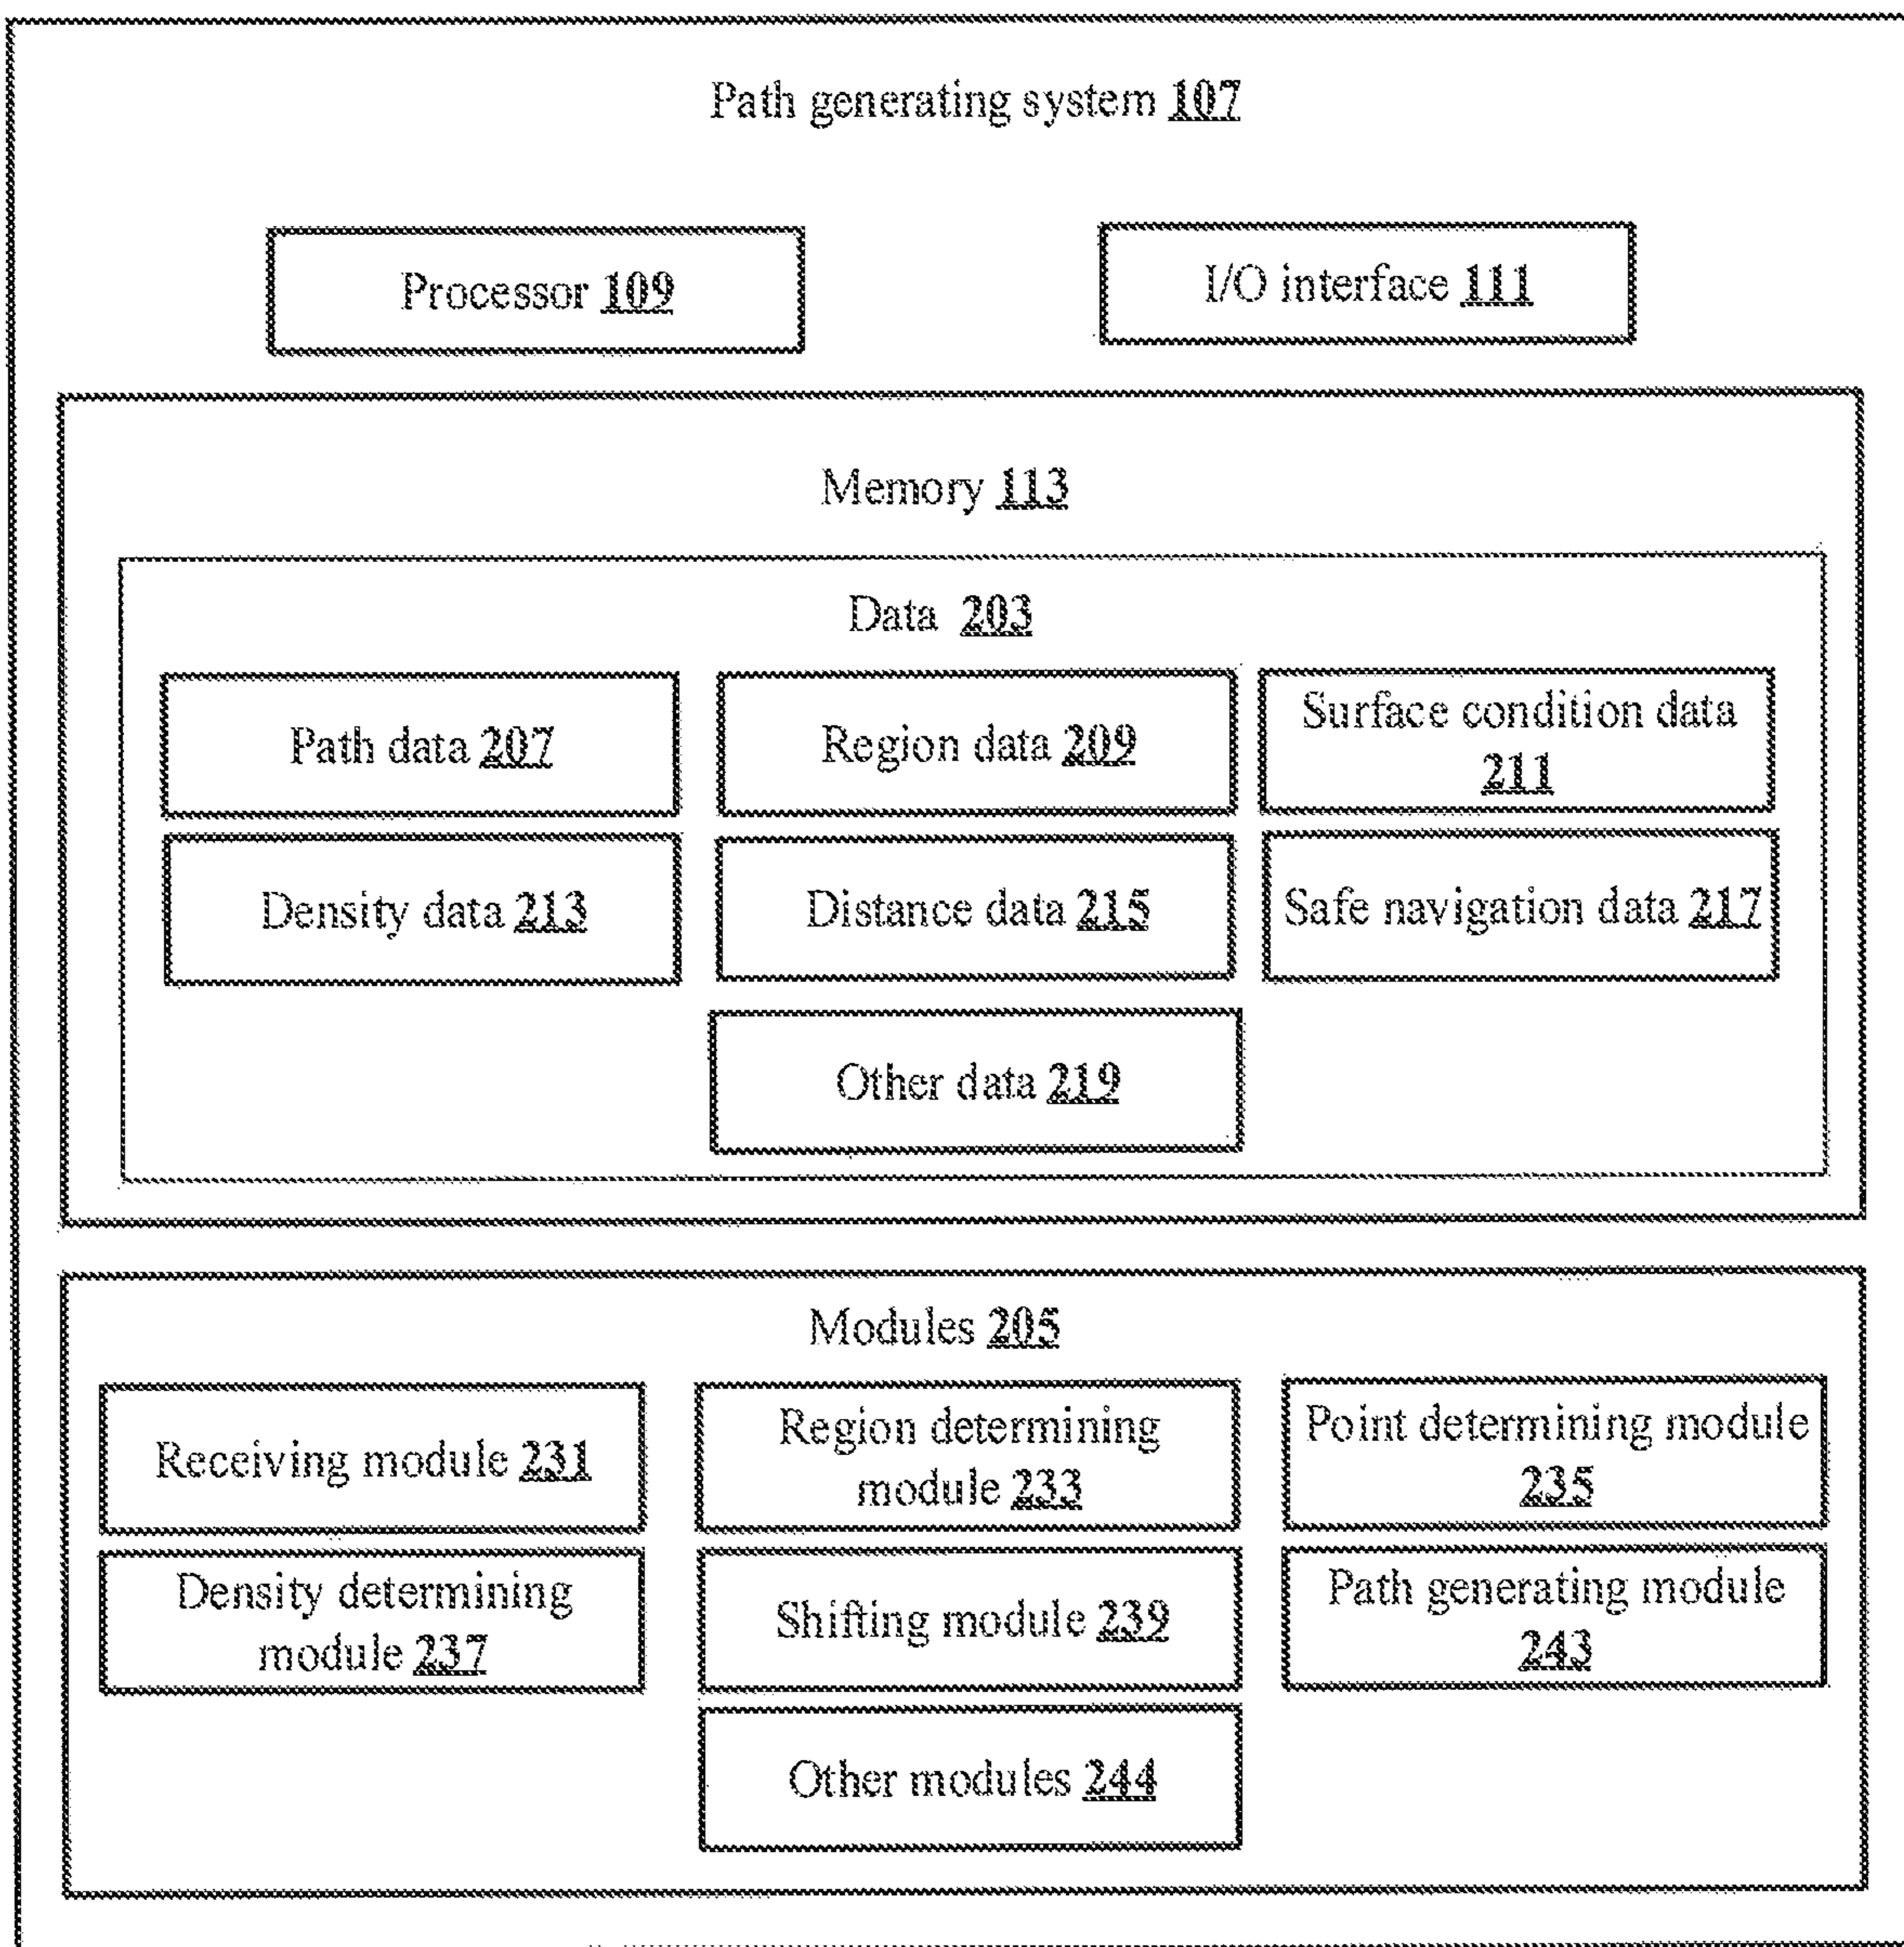 Path generating system 107
Processor 109
I/O interface 111
Memory 113
Data 203
Path data 207
Region data 209
Surface condition data
211
Density data 213
Distance data 215
Safe navigation data 217
Other data 219
Modules 205
Receiving module 231
Region determining
module 233
Point determining module
235
Density determining
module 237
Shifting module 239
Path generating module
243
Other modules 244